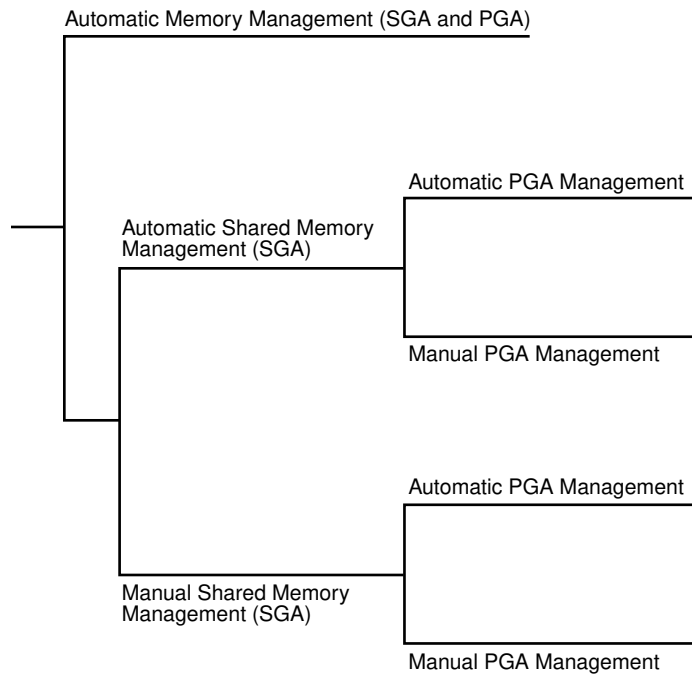 Automatic Memory Management (SGA and PGA)
Automatic PGA Management
Automatic Shared Memory
Management (SGA)
Manual PGA Management
Automatic PGA Management
Manual Shared Memory
Management (SGA)
Manual PGA Management